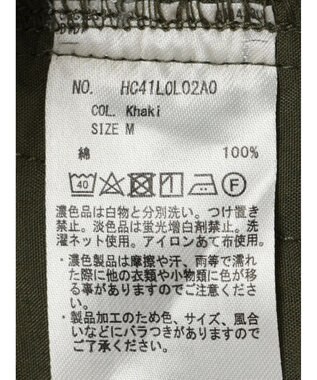 NO. HC41L0L02A0
COL. Khaki
SIZE M
綿 100%
40 F
濃色品は白物と分別洗い。つけ置き
禁止。淡色品は蛍光増白剤禁止。洗
濯ネット使用。アイロンあて布使用。
・濃色製品は摩擦や汗、雨等で濡れ
た際に他の衣類や小物類に色が移
る事がありますのでご注意くださ
い。
・製品加工のため色、サイズ、風合
いなどにバラつきがありますので
ご了承ください。